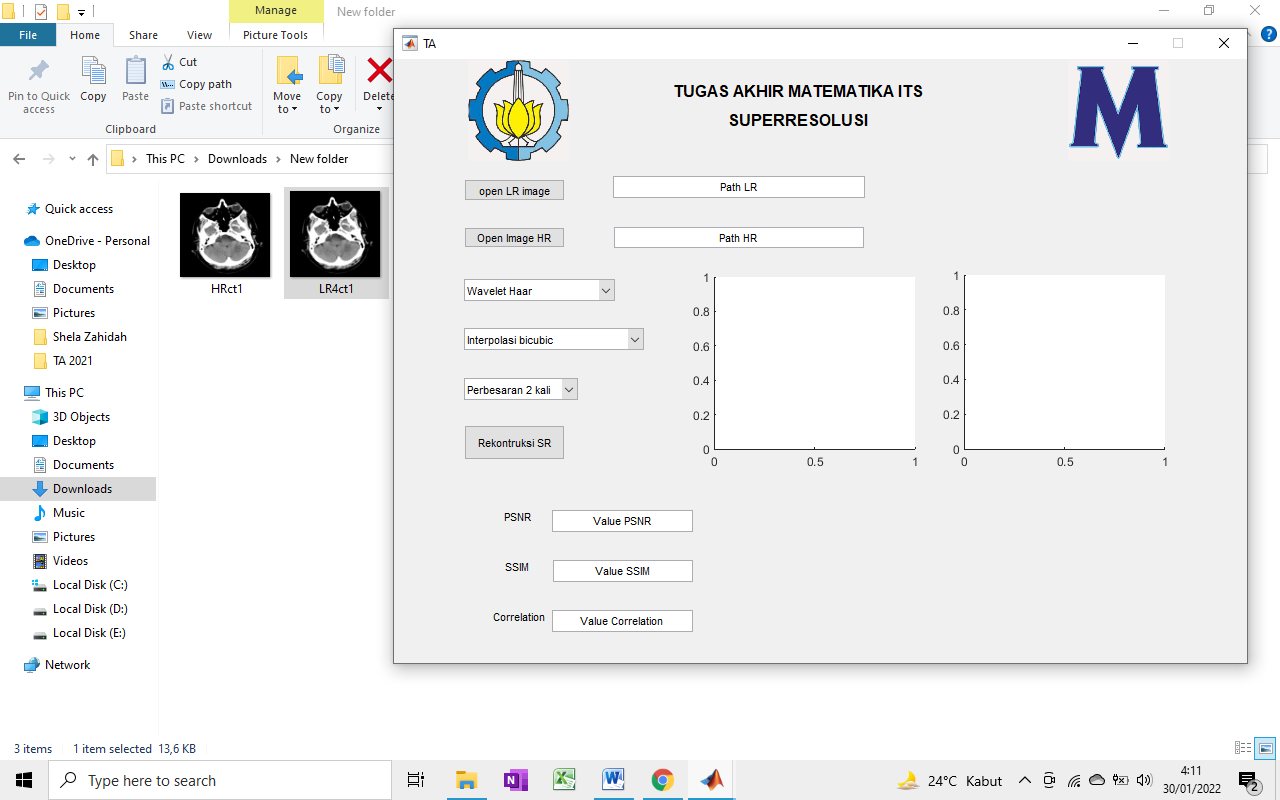 Manage
New folder
File
Home
Share
View
Picture Tools
Pin to Quick access
Copy
Paste
Cut
Copy path
Paste shortcut
Move to
Copy to
Delete
Clipboard
Organize
This PC
Downloads
New folder
Quick access
OneDrive - Personal
Desktop
Documents
Pictures
Shela Zahidah
TA 2021
This PC
3D Objects
Desktop
Documents
Downloads
Music
Pictures
Videos
Local Disk (C:)
Local Disk (D:)
Local Disk (E:)
Network
HRct1
LR4ct1
3 items
1 item selected 13,6 KB
TA
TUGAS AKHIR MATEMATIKA ITS
SUPERRESOLUSI
M
open LR image
Path LR
Open Image HR
Path HR
Wavelet Haar
Interpolasi bicubic
Perbesaran 2 kali
Rekontruksi SR
1
0.8
0.6
0.4
0.2
0
0 0.5 1
1
0.8
0.6
0.4
0.2
0
0 0.5 1
PSNR
Value PSNR
SSIM
Value SSIM
Correlation
Value Correlation
Type here to search
24°C Kabut
4:11
30/01/2022
2